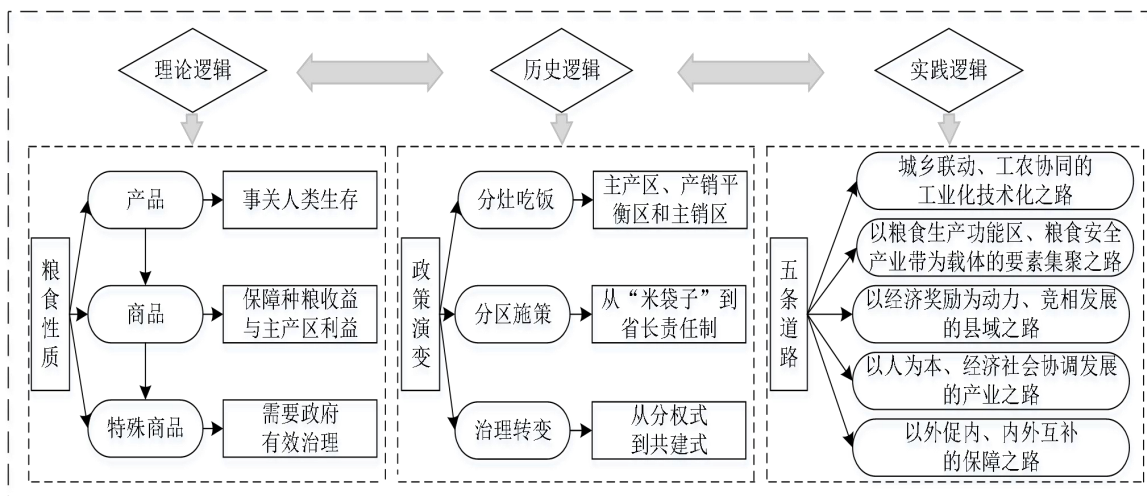 理论逻辑
历史逻辑
实践逻辑
粮食性质
产品
事关人类生存
商品
保障种粮收益
与主产区利益
特殊商品
需要政府
有效治理
政策演变
分灶吃饭
主产区、产销平
衡区和主销区
分区施策
从“米袋子”到
省长责任制
治理转变
从分权式
到共建式
五条道路
城乡联动、工农协同的
工业化技术化之路
以粮食生产功能区、粮食安全
产业带为载体的要素集聚之路
以经济奖励为动力、竞相发展
的县域之路
以人为本、经济社会协调发展
的产业之路
以外促内、内外互补
的保障之路